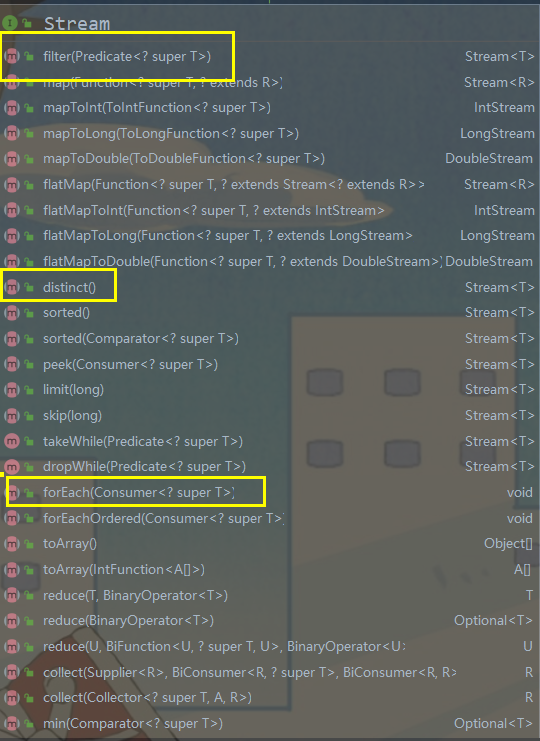 Stream
filter(Predicate<? super T>) Stream<T>
map(Function<? super T, ? extends R>) Stream<R>
mapToInt(ToIntFunction<? super T>) IntStream
mapToLong(ToLongFunction<? super T>) LongStream
mapToDouble(ToDoubleFunction<? super T>) DoubleStream
flatMap(Function<? super T, ? extends Stream<? extends R>> Stream<R>
flatMapToInt(Function<? super T, ? extends IntStream> IntStream
flatMapToLong(Function<? super T, ? extends LongStream> LongStream
flatMapToDouble(Function<? super T, ? extends DoubleStream>) DoubleStream
distinct() Stream<T>
sorted() Stream<T>
sorted(Comparator<? super T>) Stream<T>
peek(Consumer<? super T>) Stream<T>
limit(long) Stream<T>
skip(long) Stream<T>
takeWhile(Predicate<? super T>) Stream<T>
dropWhile(Predicate<? super T>) Stream<T>
forEach(Consumer<? super T>) void
forEachOrdered(Consumer<? super T> void
toArray() Object[]
toArray(IntFunction<A[]>) A[]
reduce(T, BinaryOperator<T>) T
reduce(BinaryOperator<T>) Optional<T>
reduce(U, BiFunction<U, ? super T, U>, BinaryOperator<U> U
collect(Supplier<R>, BiConsumer<R, ? super T>, BiConsumer<R, R> R
collect(Collector<? super T, A, R>) R
min(Comparator<? super T>) Optional<T>